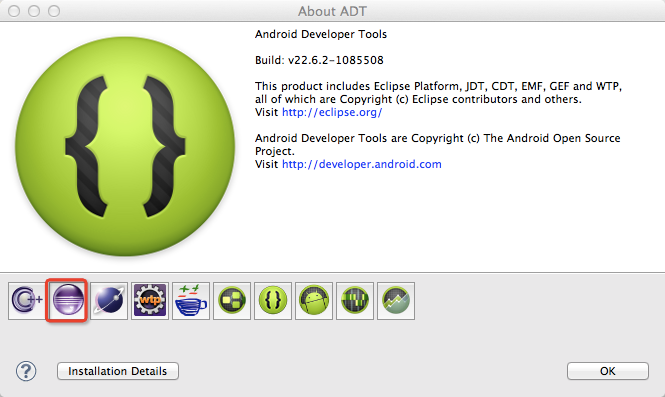 About ADT
Android Developer Tools
Build: v22.6.2-1085508
This product includes Eclipse Platform, JDT, CDT, EMF, GEF and WTP,
all of which are Copyright (c) Eclipse contributors and others.
Visit http://eclipse.org/
Android Developer Tools are Copyright (c) The Android Open Source
Project.
Visit http://developer.android.com
{}
C++
wtp
{}
?
Installation Details
OK